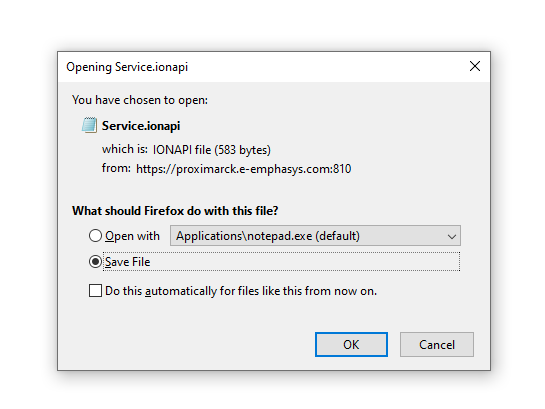 Opening Service.ionapi
You have chosen to open:
Service.ionapi
which is: IONAPI file (583 bytes)
from: https://proximarck.e-emphasys.com:810
What should Firefox do with this file?
Open with Applications\notepad.exe (default)
Save File
Do this automatically for files like this from now on.
OK Cancel